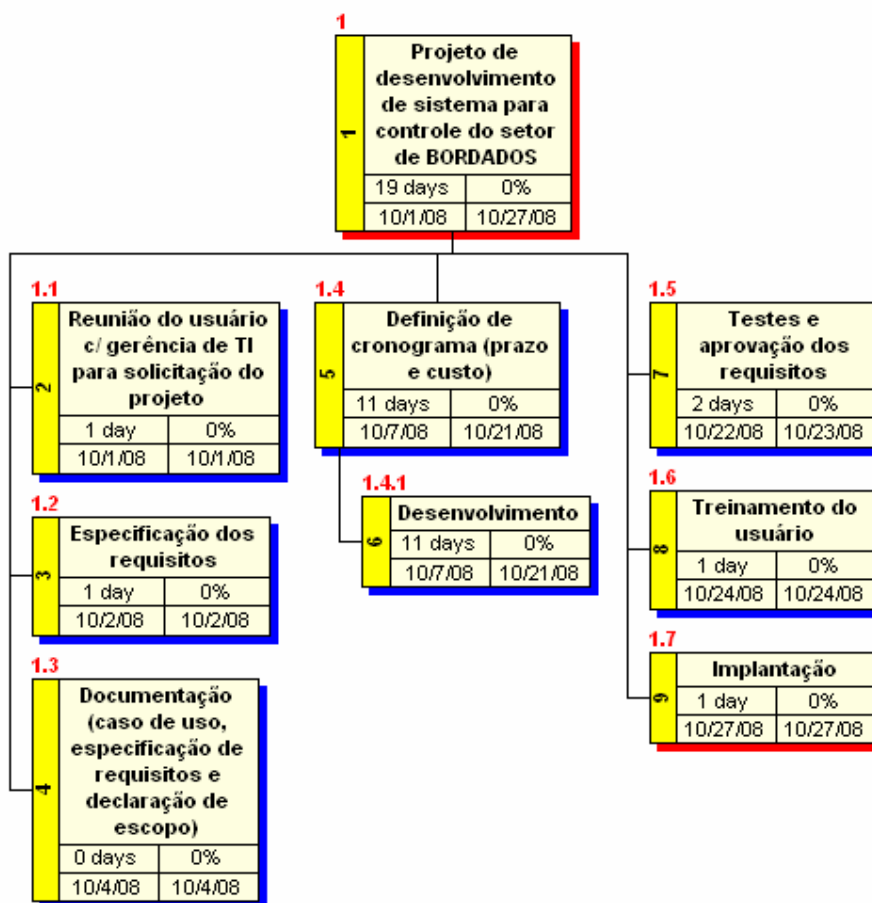 1
1
Projeto de
desenvolvimento
de sistema para
controle do setor
de BORDADOS
19 days 0%
10/1/08 10/27/08
1.1
2
Reunião do usuário
c/ gerência de TI
para solicitação do
projeto
1 day 0%
10/1/08 10/1/08
1.2
3
Especificação dos
requisitos
1 day 0%
10/2/08 10/2/08
1.3
4
Documentação
(caso de uso,
especificação de
requisitos e
declaração de
escopo)
0 days 0%
10/4/08 10/4/08
1.4
5
Definição de
cronograma (prazo
e custo)
11 days 0%
10/7/08 10/21/08
1.4.1
6
Desenvolvimento
11 days 0%
10/7/08 10/21/08
1.5
7
Testes e
aprovação dos
requisitos
2 days 0%
10/22/08 10/23/08
1.6
8
Treinamento do
usuário
1 day 0%
10/24/08 10/24/08
1.7
9
Implantação
1 day 0%
10/27/08 10/27/08